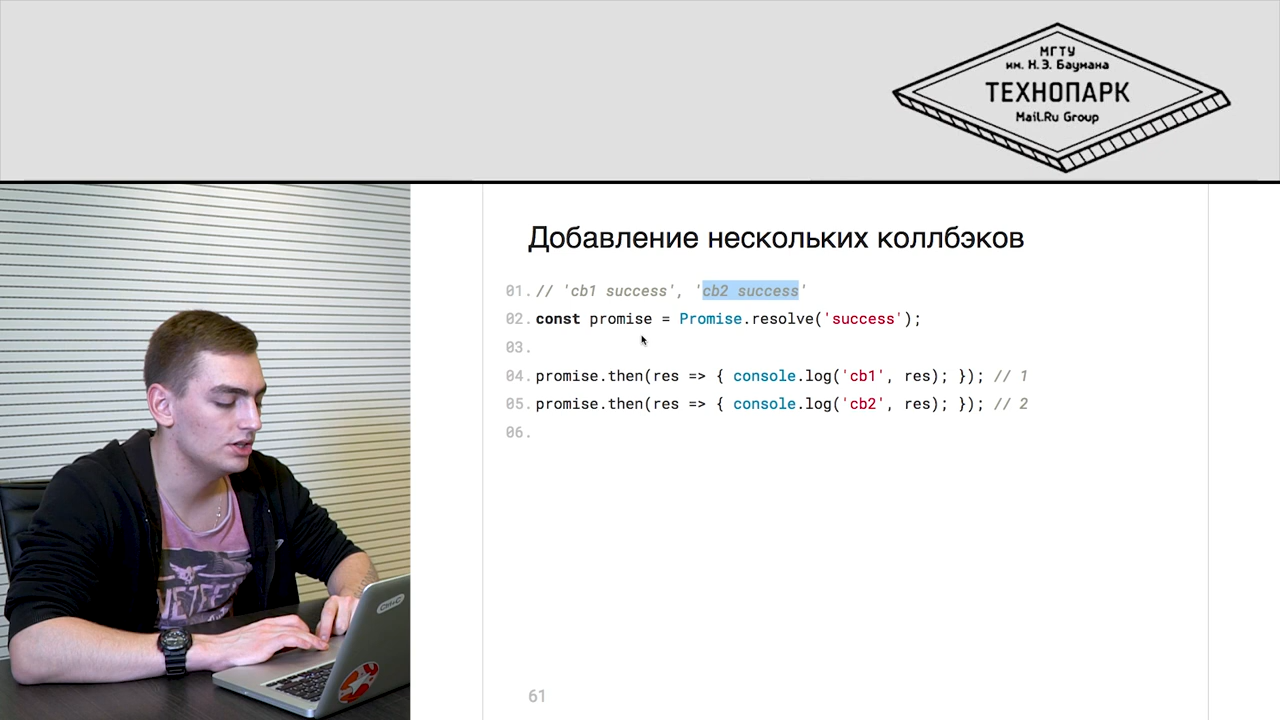 МГТУ
им. Н.Э. Баумана
ТЕХНОПАРК
Mail.Ru Group
Добавление нескольких коллбэков
01. // 'cb1 success', 'cb2 success'
02. const promise = Promise.resolve('success');
03.
04. promise.then(res => { console.log('cb1', res); }); // 1
05. promise.then(res => { console.log('cb2', res); }); // 2
06.
61